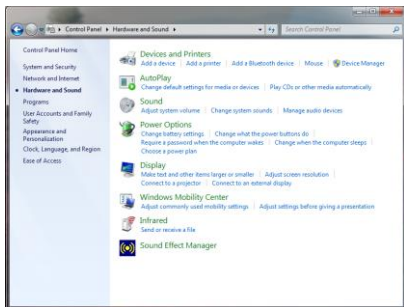 Control Panel ▸ Hardware and Sound ▸
Search Control Panel
Control Panel Home
System and Security
Network and Internet
Hardware and Sound
Programs
User Accounts and Family
Safety
Appearance and
Personalization
Clock, Language, and Region
Ease of Access
Devices and Printers
Add a device | Add a printer | Add a Bluetooth device | Mouse | Device Manager
AutoPlay
Change default settings for media or devices | Play CDs or other media automatically
Sound
Adjust system volume | Change system sounds | Manage audio devices
Power Options
Change battery settings | Change what the power buttons do
Require a password when the computer wakes | Change when the computer sleeps
Choose a power plan
Display
Make text and other items larger or smaller | Adjust screen resolution
Connect to a projector | Connect to an external display
Windows Mobility Center
Adjust commonly used mobility settings | Adjust settings before giving a presentation
Infrared
Send or receive a file
Sound Effect Manager